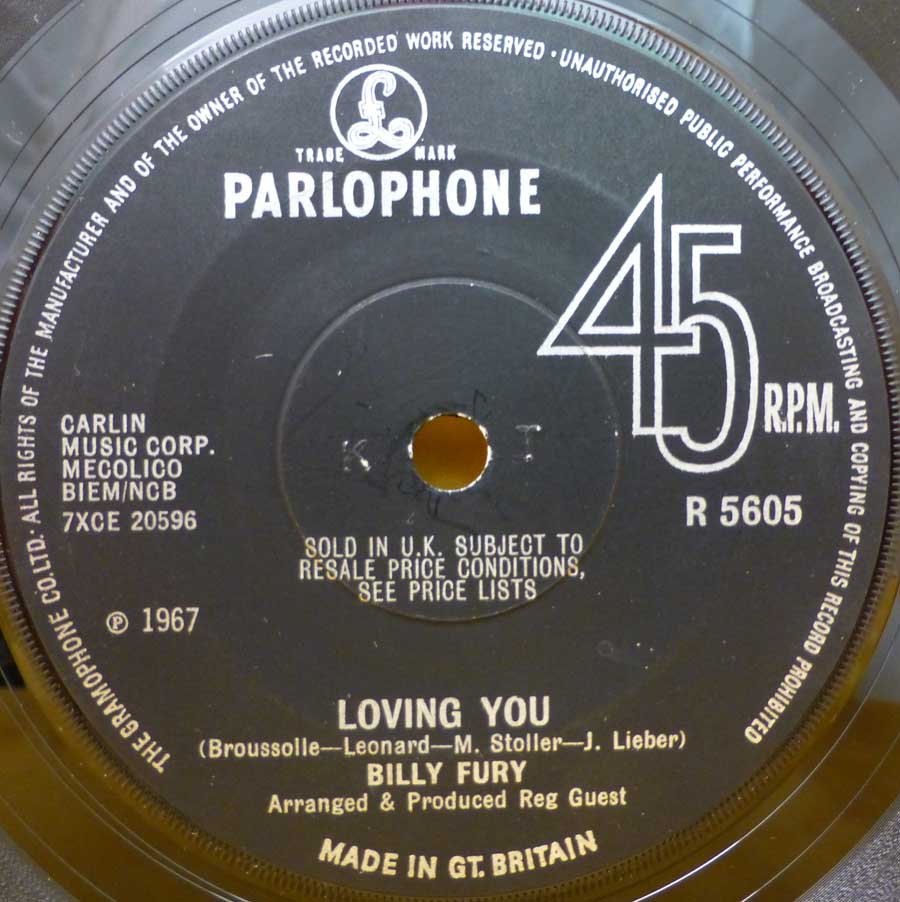 THE GRAMOPHONE CO.LTD. ALL RIGHTS OF THE MANUFACTURER AND OF THE OWNER OF THE RECORDED WORK RESERVED · UNAUTHORISED PUBLIC PERFORMANCE BROADCASTING AND COPYING OF THIS RECORD PROHIBITED
£
TRADE MARK
PARLOPHONE
45
R.P.M.
CARLIN
MUSIC CORP.
MECOLICO
BIEM/NCB
7XCE 20596
K T
R 5605
SOLD IN U.K. SUBJECT TO
RESALE PRICE CONDITIONS,
SEE PRICE LISTS
℗ 1967
LOVING YOU
(Broussolle—Leonard—M. Stoller—J. Lieber)
BILLY FURY
Arranged & Produced Reg Guest
MADE IN GT. BRITAIN